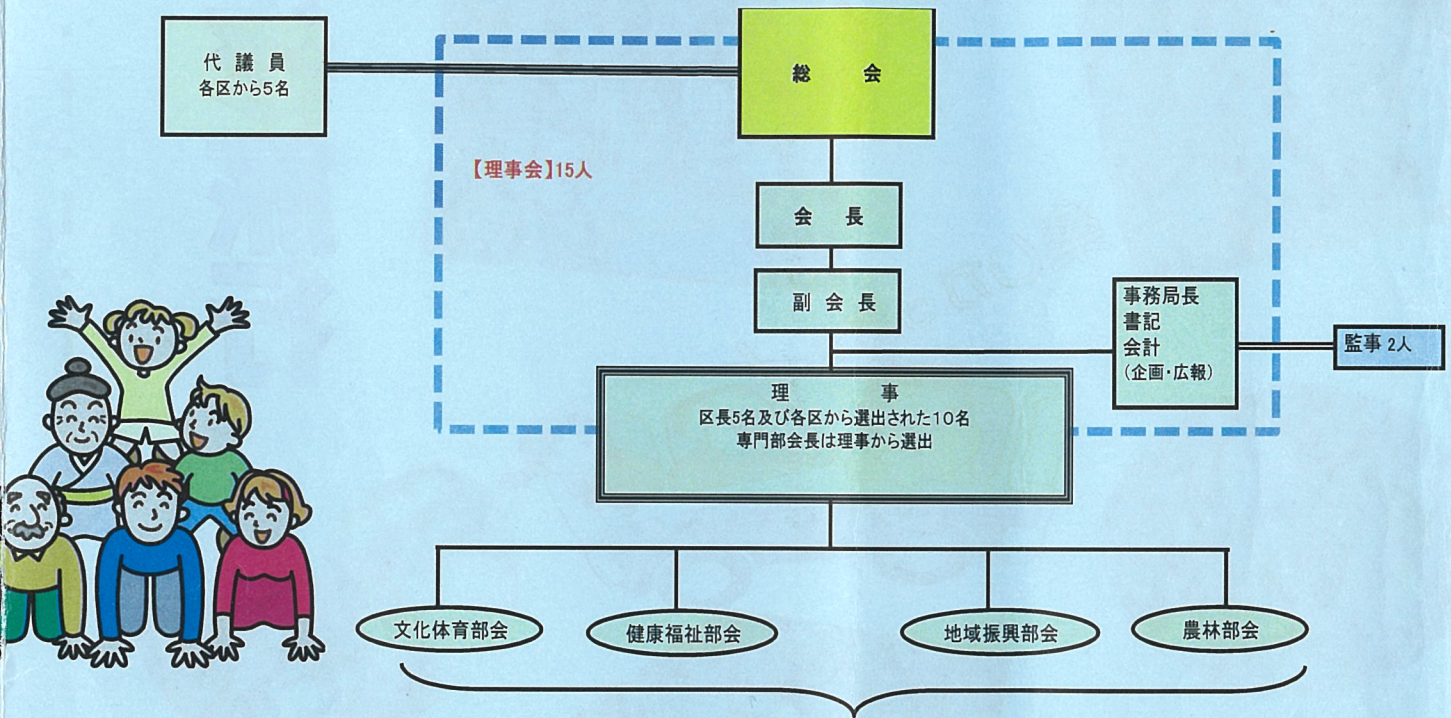 代 議 員
各区から5名
総 会
【理事会】15人
会 長
副 会 長
事務局長
書記
会計
(企画・広報)
監事 2人
理 事
区長5名及び各区から選出された10名
専門部会長は理事から選出
文化体育部会
健康福祉部会
地域振興部会
農林部会